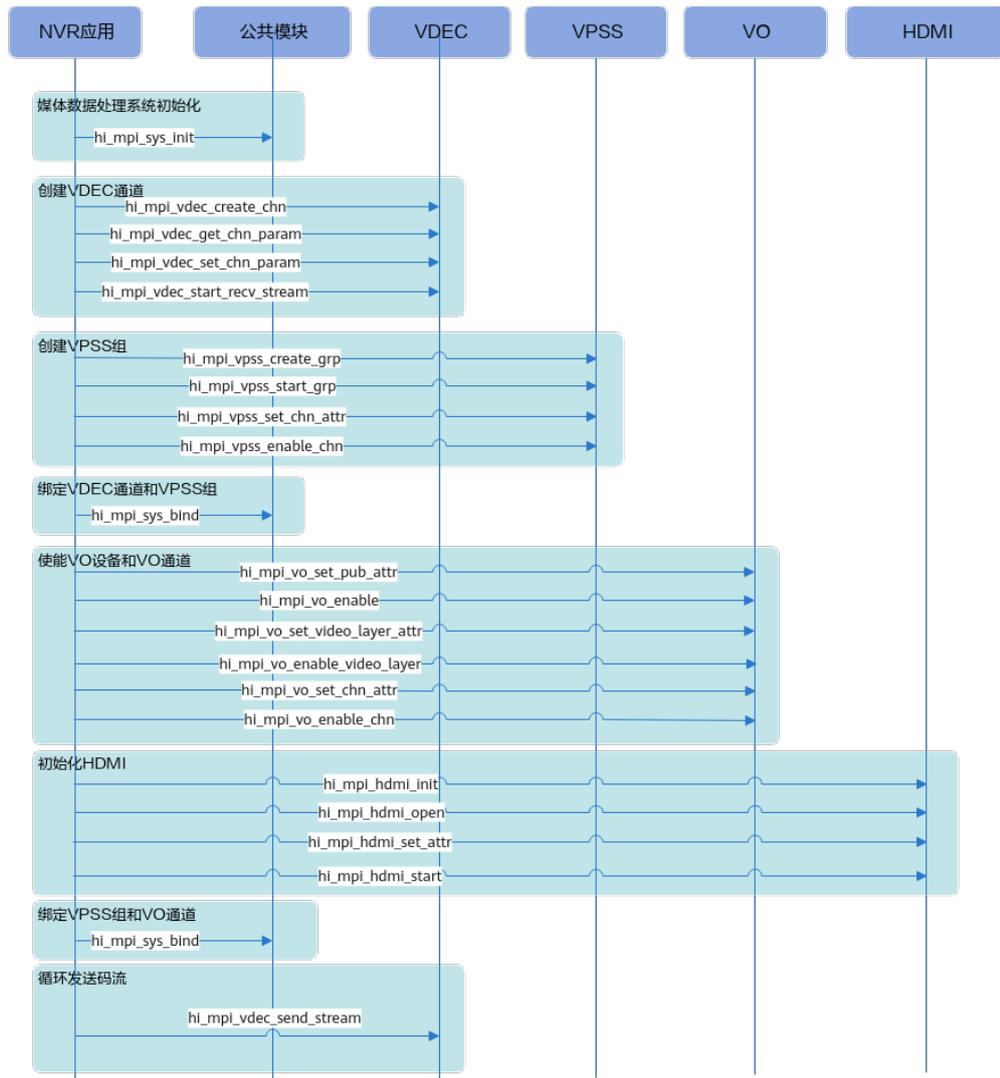 NVR应用
公共模块
VDEC
VPSS
VO
HDMI
媒体数据处理系统初始化
hi_mpi_sys_init
创建VDEC通道
hi_mpi_vdec_create_chn
hi_mpi_vdec_get_chn_param
hi_mpi_vdec_set_chn_param
hi_mpi_vdec_start_recv_stream
创建VPSS组
hi_mpi_vpss_create_grp
hi_mpi_vpss_start_grp
hi_mpi_vpss_set_chn_attr
hi_mpi_vpss_enable_chn
绑定VDEC通道和VPSS组
hi_mpi_sys_bind
使能VO设备和VO通道
hi_mpi_vo_set_pub_attr
hi_mpi_vo_enable
hi_mpi_vo_set_video_layer_attr
hi_mpi_vo_enable_video_layer
hi_mpi_vo_set_chn_attr
hi_mpi_vo_enable_chn
初始化HDMI
hi_mpi_hdmi_init
hi_mpi_hdmi_open
hi_mpi_hdmi_set_attr
hi_mpi_hdmi_start
绑定VPSS组和VO通道
hi_mpi_sys_bind
循环发送码流
hi_mpi_vdec_send_stream